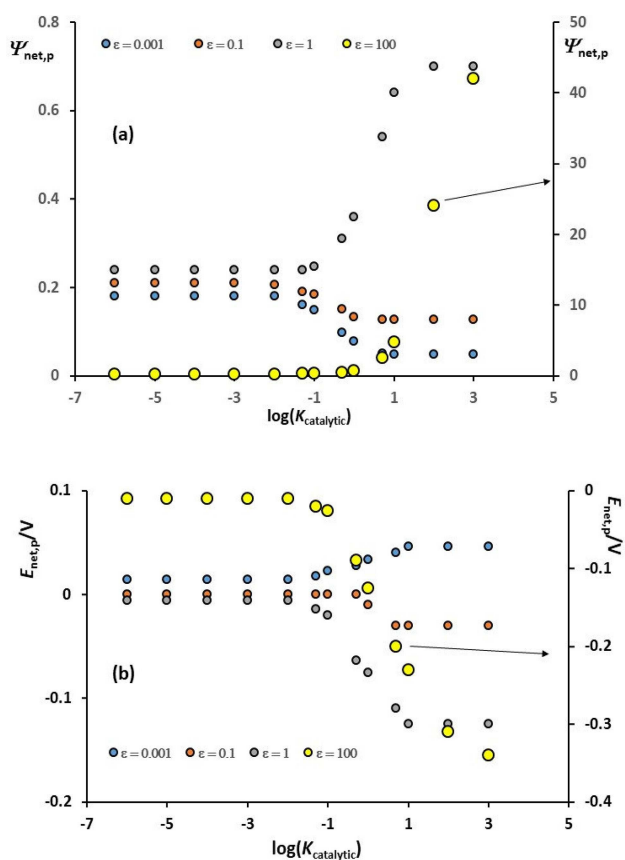 0.8
50
Ψnet,p
ε = 0.001 ε = 0.1 ε = 1 ε = 100
Ψnet,p
0.6
40
(a)
30
0.4
20
0.2
10
0
0
-7 -5 -3 -1 1 3 5
log(Kcatalytic)
0.1
0
Enet,p/V
Enet,p/V
0
-0.1
-0.2
-0.1
(b)
-0.3
ε = 0.001 ε = 0.1 ε = 1 ε = 100
-0.2
-0.4
-7 -5 -3 -1 1 3 5
log(Kcatalytic)